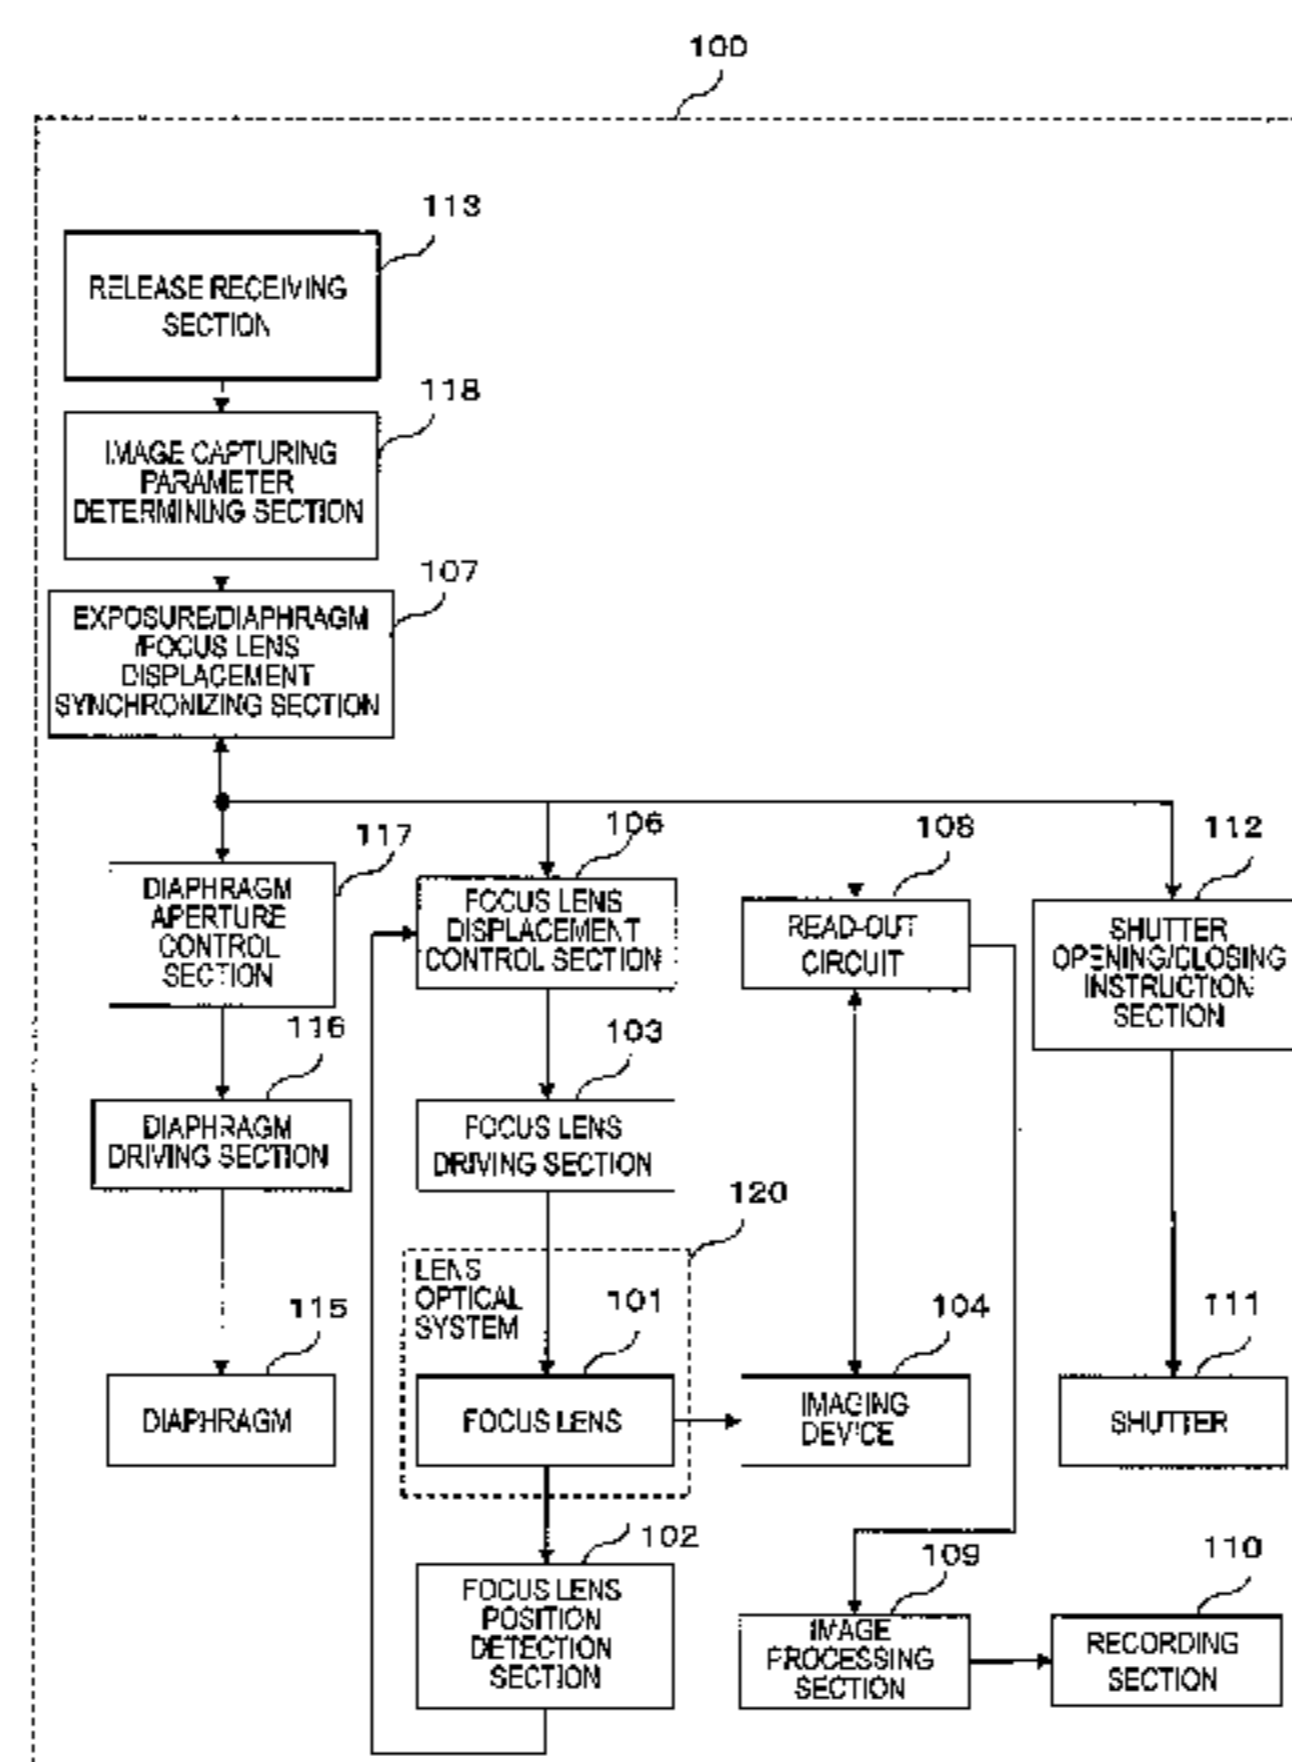 100
113
RELEASE RECEIVING
SECTION
118
IMAGE CAPTURING
PARAMETER
DETERMINING SECTION
107
EXPOSURE/DIAPHRAGM
/FOCUS LENS
DISPLACEMENT
SYNCHRONIZING SECTION
117
DIAPHRAGM
APERTURE
CONTROL
SECTION
106
FOCUS LENS
DISPLACEMENT
CONTROL SECTION
108
READ-OUT
CIRCUIT
112
SHUTTER
OPENING/CLOSING
INSTRUCTION
SECTION
116
DIAPHRAGM
DRIVING SECTION
103
FOCUS LENS
DRIVING SECTION
120
LENS
OPTICAL
SYSTEM
115
DIAPHRAGM
101
FOCUS LENS
104
IMAGING
DEVICE
111
SHUTTER
102
FOCUS LENS
POSITION
DETECTION
SECTION
109
IMAGE
PROCESSING
SECTION
110
RECORDING
SECTION